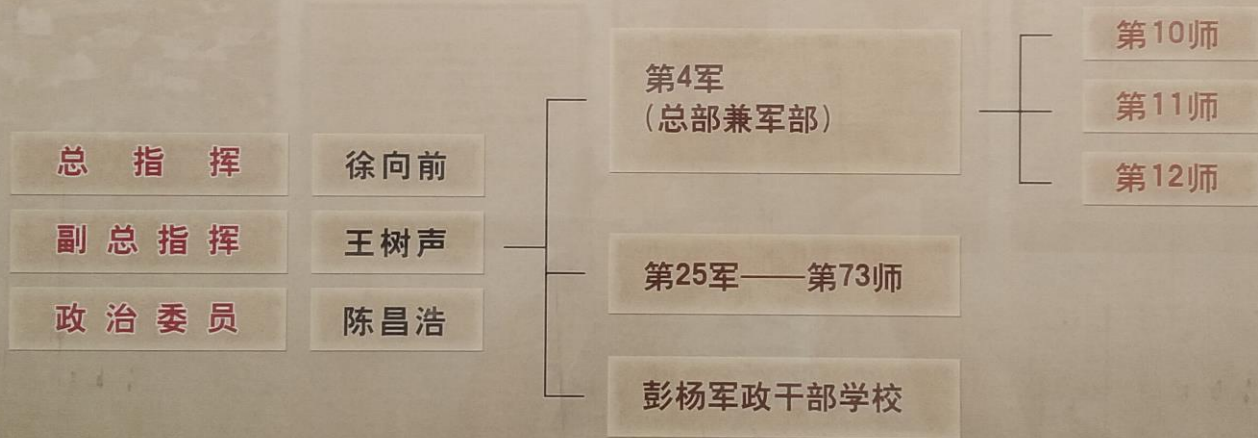 总指挥 徐向前
副总指挥 王树声
政治委员 陈昌浩
第4军
（总部兼军部）
第10师
第11师
第12师
第25军——第73师
彭杨军政干部学校